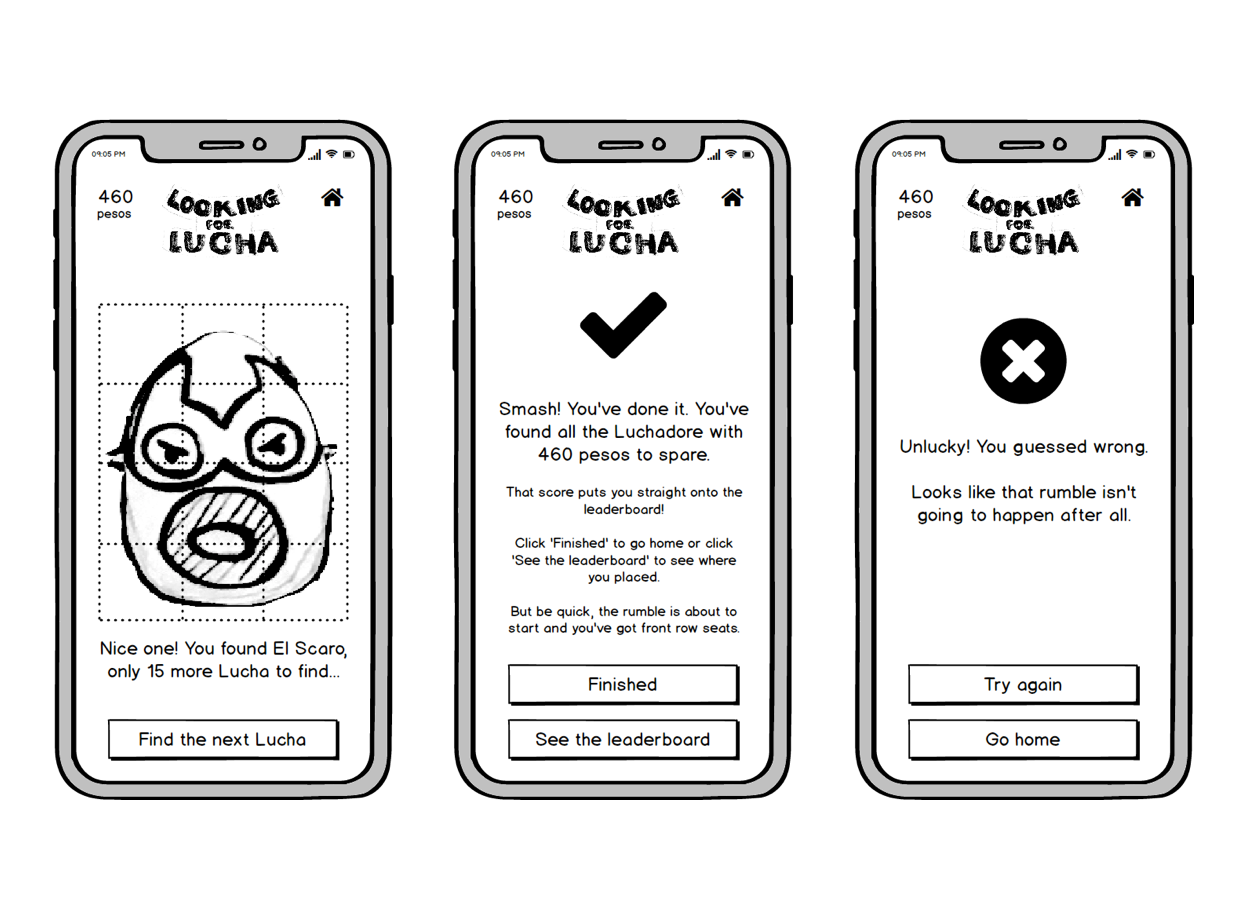 09:05 PM
460
pesos
LOOKING
FOR
LUCHA
Nice one! You found El Scaro,
only 15 more Lucha to find...
Find the next Lucha
09:05 PM
460
pesos
LOOKING
FOR
LUCHA
Smash! You've done it. You've
found all the Luchadore with
460 pesos to spare.
That score puts you straight onto the
leaderboard!
Click 'Finished' to go home or click
'See the leaderboard' to see where
you placed.
But be quick, the rumble is about to
start and you've got front row seats.
Finished
See the leaderboard
09:05 PM
460
pesos
LOOKING
FOR
LUCHA
Unlucky! You guessed wrong.
Looks like that rumble isn't
going to happen after all.
Try again
Go home